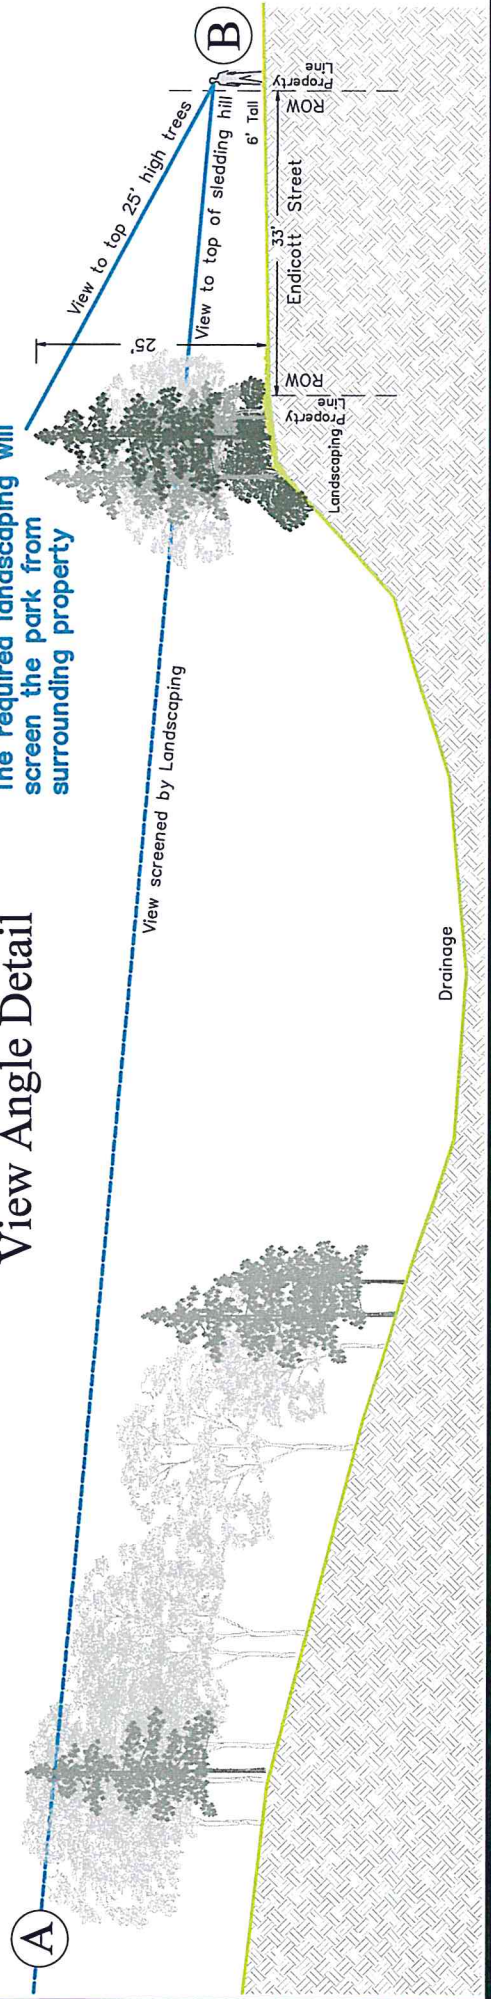 View Angle Detail
The required landscaping will
screen the park from
surrounding property
A
B
View to top 25' high trees
View to top of sledding hill
View screened by Landscaping
25'
6' Tall
33'
Endicott Street
ROW
Property
Line
ROW
Property
Line
Landscaping
Drainage